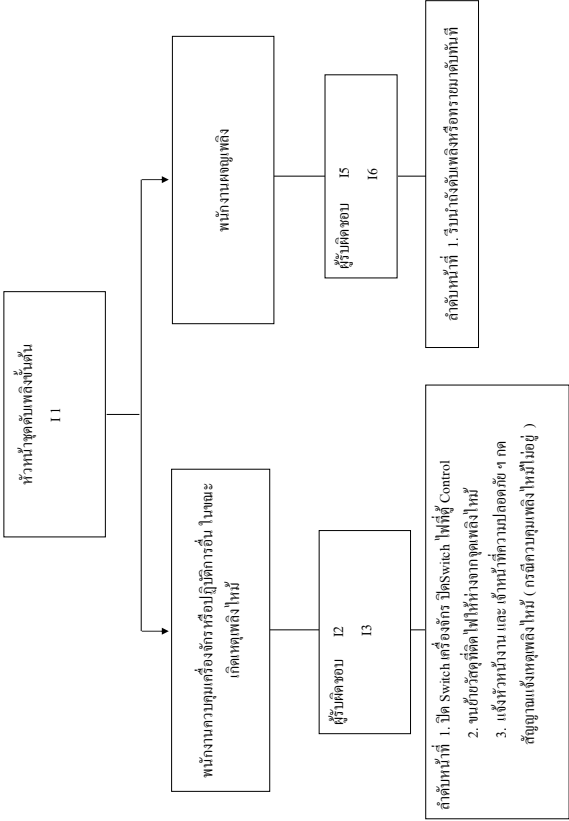 หัวหน้าชุดดับเพลิงขั้นต้น
I 1
พนักงานควบคุมเครื่องจักรหรือปฏิบัติการอื่น ในขณะ
เกิดเหตุเพลิงไหม้
ผู้รับผิดชอบ I2
I3
ลำดับหน้าที่ 1. ปิด Switch เครื่องจักร ปิดSwitch ไฟที่ตู้ Control
2. ขนย้ายวัสดุที่ติดไฟให้ห่างจากจุดเพลิงไหม้
3. แจ้งหัวหน้างาน และ เจ้าหน้าที่ความปลอดภัย ฯ กด
สัญญาณแจ้งเหตุเพลิงไหม้ ( กรณีควบคุมเพลิงไหม้ไม่อยู่ )
พนักงานผจญเพลิง
ผู้รับผิดชอบ I5
I6
ลำดับหน้าที่ 1. รีบนำถังดับเพลิงหรือทรายมาดับทันที